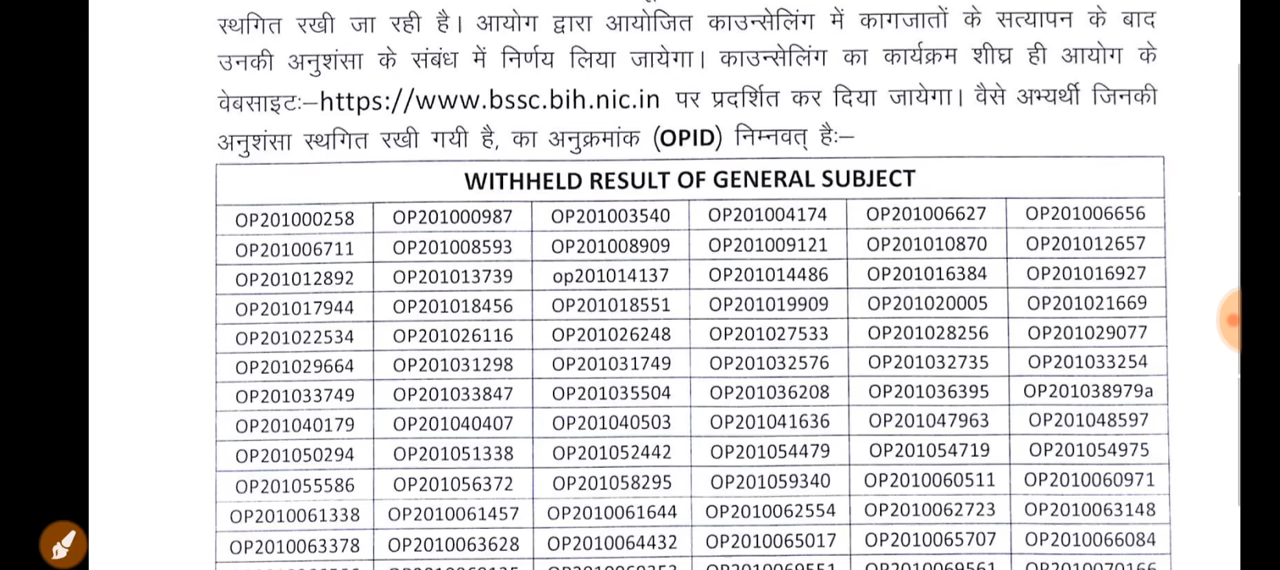 स्थगित रखी जा रही है। आयोग द्वारा आयोजित काउन्सेलिंग में कागजातों के सत्यापन के बाद
उनकी अनुशंसा के संबंध में निर्णय लिया जायेगा। काउन्सेलिंग का कार्यक्रम शीघ्र ही आयोग के
वेबसाइटः–https://www.bssc.bih.nic.in पर प्रदर्शित कर दिया जायेगा। वैसे अभ्यर्थी जिनकी
अनुशंसा स्थगित रखी गयी है, का अनुक्रमांक (OPID) निम्नवत् हैः–
WITHHELD RESULT OF GENERAL SUBJECT
OP201000258 OP201000987 OP201003540 OP201004174 OP201006627 OP201006656
OP201006711 OP201008593 OP201008909 OP201009121 OP201010870 OP201012657
OP201012892 OP201013739 op201014137 OP201014486 OP201016384 OP201016927
OP201017944 OP201018456 OP201018551 OP201019909 OP201020005 OP201021669
OP201022534 OP201026116 OP201026248 OP201027533 OP201028256 OP201029077
OP201029664 OP201031298 OP201031749 OP201032576 OP201032735 OP201033254
OP201033749 OP201033847 OP201035504 OP201036208 OP201036395 OP201038979a
OP201040179 OP201040407 OP201040503 OP201041636 OP201047963 OP201048597
OP201050294 OP201051338 OP201052442 OP201054479 OP201054719 OP201054975
OP201055586 OP201056372 OP201058295 OP201059340 OP2010060511 OP2010060971
OP2010061338 OP2010061457 OP2010061644 OP2010062554 OP2010062723 OP2010063148
OP2010063378 OP2010063628 OP2010064432 OP2010065017 OP2010065707 OP2010066084
OP2010069551 OP2010069561 OP2010070166